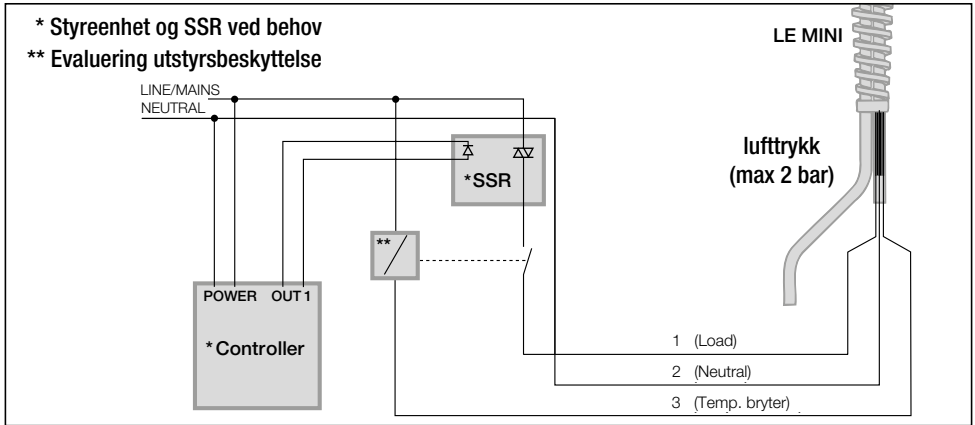 * Styreenhet og SSR ved behov
** Evaluering utstyrsbeskyttelse
LINE/MAINS
NEUTRAL
LE MINI
lufttrykk
(max 2 bar)
*SSR
**
POWER OUT 1
*Controller
1 (Load)
2 (Neutral)
3 (Temp. bryter)